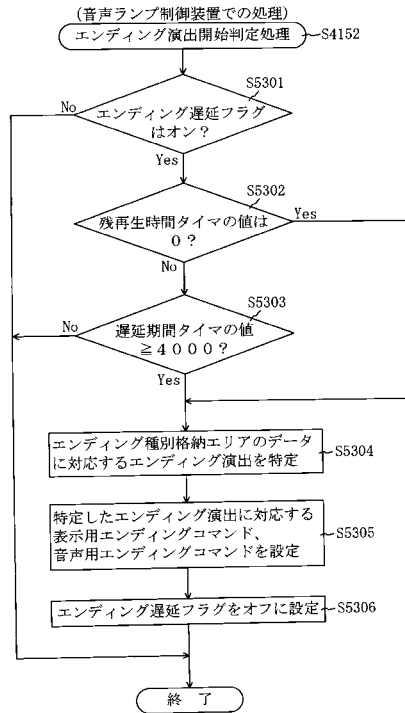 (音声ランプ制御装置での処理)
エンディング演出開始判定処理
S4152
S5301
エンディング遅延フラグ
はオン?
No
Yes
S5302
残再生時間タイマの値は
0?
Yes
No
S5303
遅延期間タイマの値
≧4000?
No
Yes
エンディング種別格納エリアのデータ
に対応するエンディング演出を特定
S5304
特定したエンディング演出に対応する
表示用エンディングコマンド、
音声用エンディングコマンドを設定
S5305
エンディング遅延フラグをオフに設定
S5306
終 了